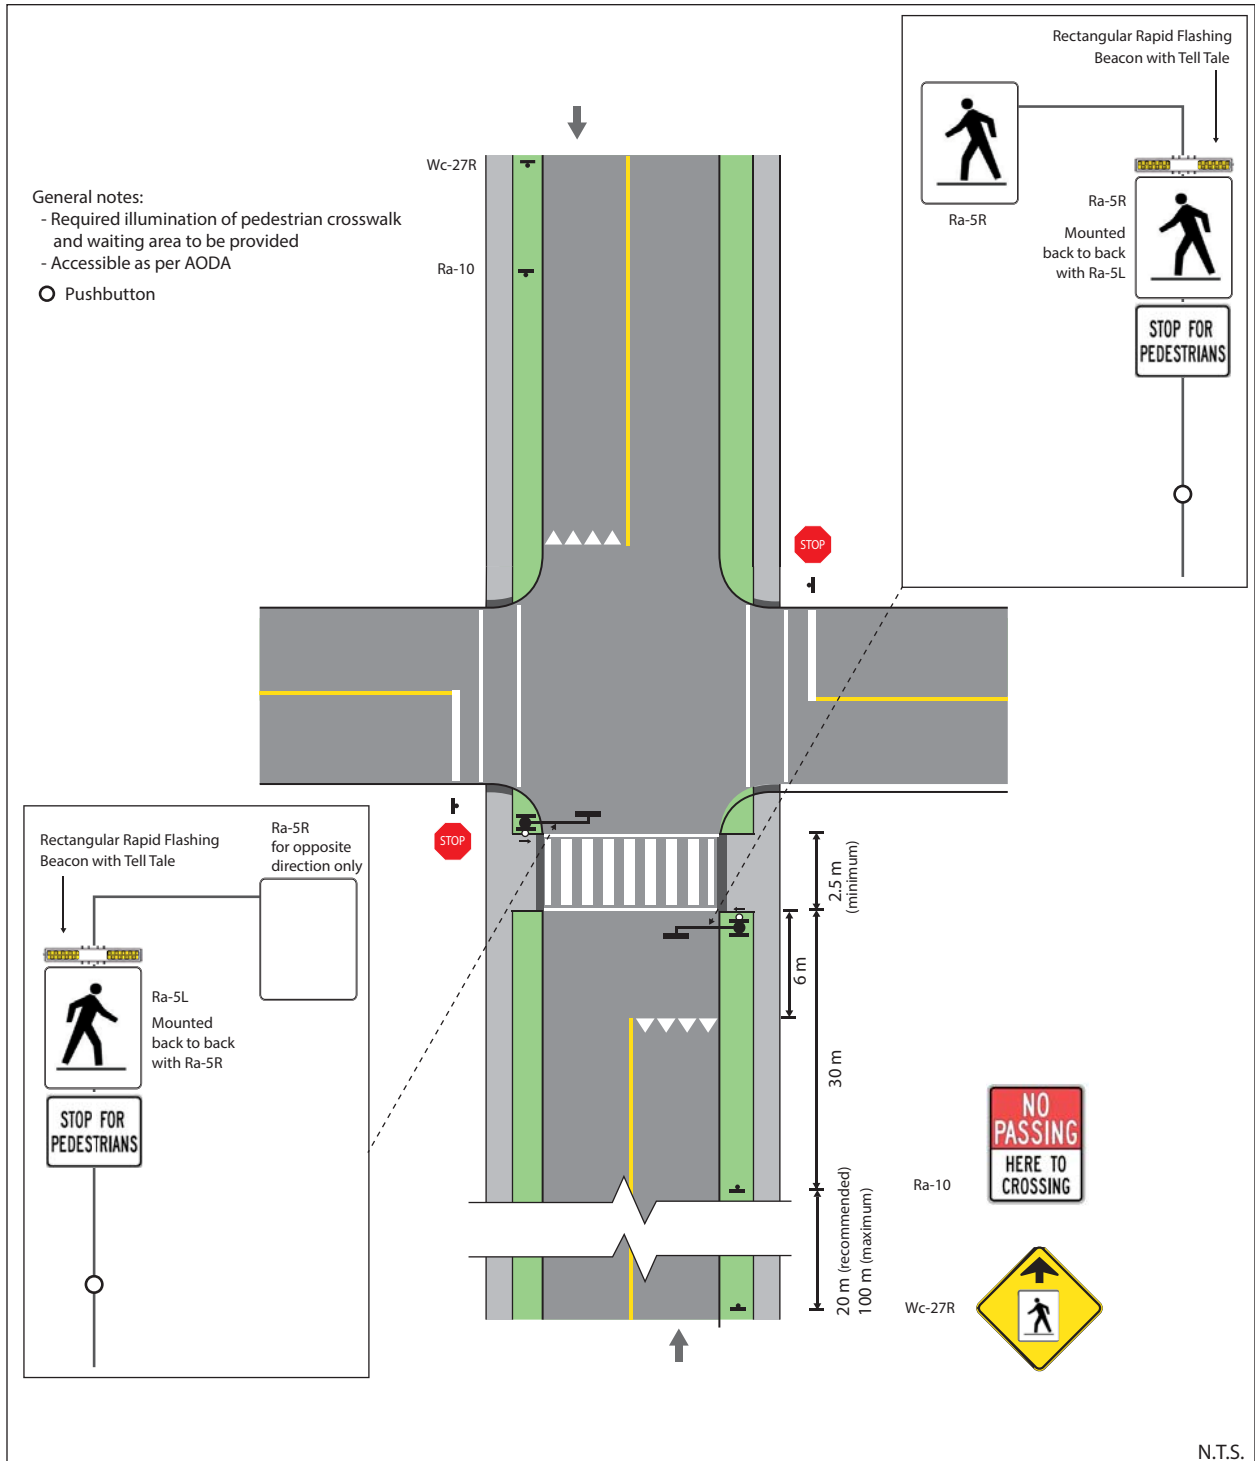 Rectangular Rapid Flashing
Beacon with Tell Tale
Ra-5R
Ra-5R
Mounted
back to back
with Ra-5L
STOP FOR
PEDESTRIANS
Wc-27R
Ra-10
General notes:
- Required illumination of pedestrian crosswalk
and waiting area to be provided
- Accessible as per AODA
Pushbutton
STOP
STOP
Rectangular Rapid Flashing
Beacon with Tell Tale
Ra-5R
for opposite
direction only
Ra-5L
Mounted
back to back
with Ra-5R
STOP FOR
PEDESTRIANS
2.5 m
(minimum)
6 m
30 m
20 m (recommended)
100 m (maximum)
NO
PASSING
HERE TO
CROSSING
Ra-10
Wc-27R
N.T.S.